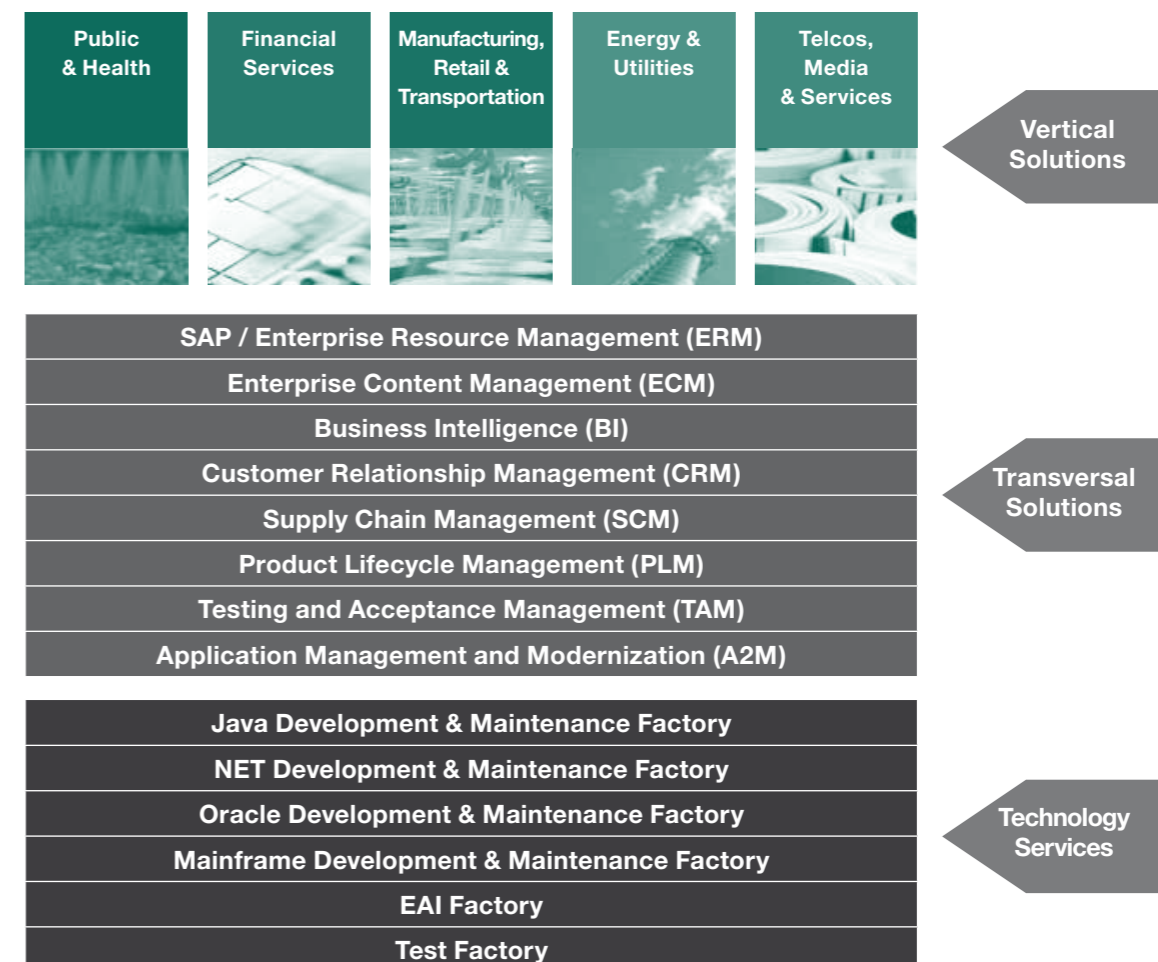 Public
& Health
Financial
Services
Manufacturing,
Retail &
Transportation
Energy &
Utilities
Telcos,
Media
& Services
Vertical
Solutions
SAP / Enterprise Resource Management (ERM)
Enterprise Content Management (ECM)
Business Intelligence (BI)
Customer Relationship Management (CRM)
Supply Chain Management (SCM)
Product Lifecycle Management (PLM)
Testing and Acceptance Management (TAM)
Application Management and Modernization (A2M)
Transversal
Solutions
Java Development & Maintenance Factory
NET Development & Maintenance Factory
Oracle Development & Maintenance Factory
Mainframe Development & Maintenance Factory
EAI Factory
Test Factory
Technology
Services